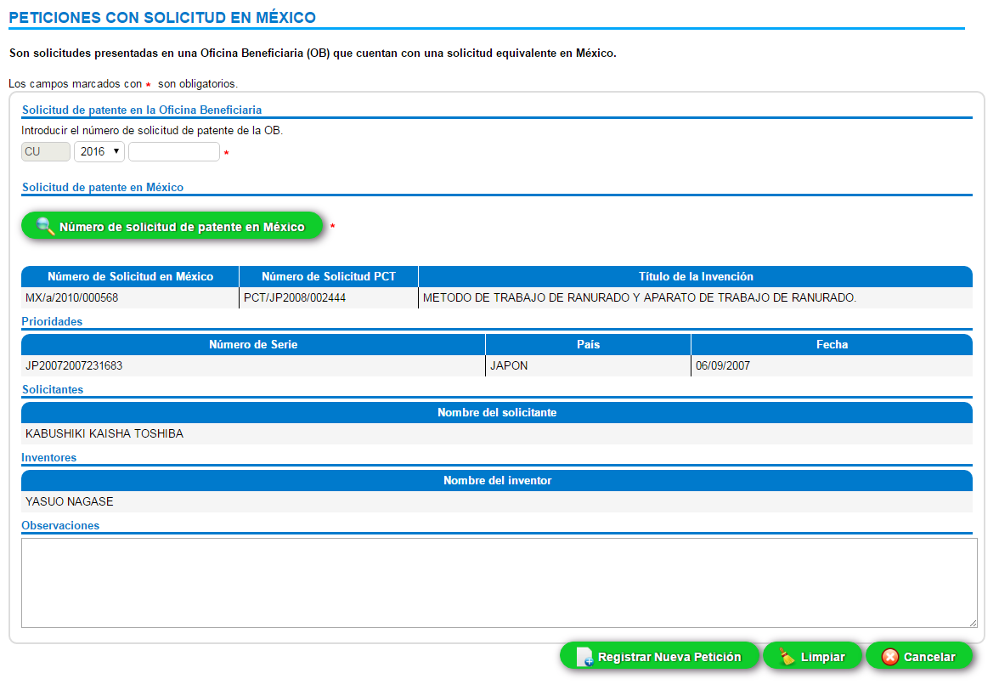 PETICIONES CON SOLICITUD EN MÉXICO
Son solicitudes presentadas en una Oficina Beneficiaria (OB) que cuentan con una solicitud equivalente en México.
Los campos marcados con * son obligatorios.
Solicitud de patente en la Oficina Beneficiaria
Introducir el número de solicitud de patente de la OB.
CU 2016 *
Solicitud de patente en México
Número de solicitud de patente en México *
Número de Solicitud en México Número de Solicitud PCT Título de la Invención
MX/a/2010/000568 PCT/JP2008/002444 METODO DE TRABAJO DE RANURADO Y APARATO DE TRABAJO DE RANURADO.
Prioridades
Número de Serie País Fecha
JP20072007231683 JAPON 06/09/2007
Solicitantes
Nombre del solicitante
KABUSHIKI KAISHA TOSHIBA
Inventores
Nombre del inventor
YASUO NAGASE
Observaciones
Registrar Nueva Petición Limpiar Cancelar